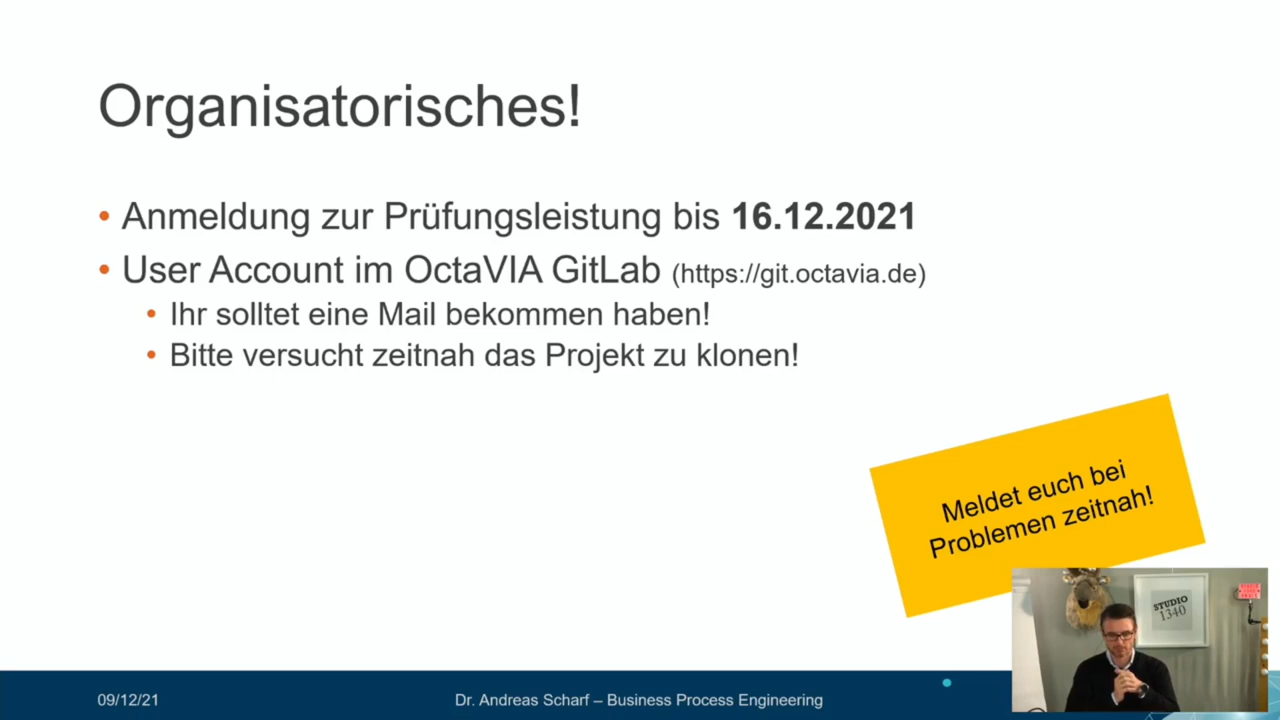 Organisatorisches!
• Anmeldung zur Prüfungsleistung bis 16.12.2021
• User Account im OctaVIA GitLab (https://git.octavia.de)
• Ihr solltet eine Mail bekommen haben!
• Bitte versucht zeitnah das Projekt zu klonen!
Meldet euch bei
Problemen zeitnah!
STUDIO
1340
09/12/21
Dr. Andreas Scharf – Business Process Engineering